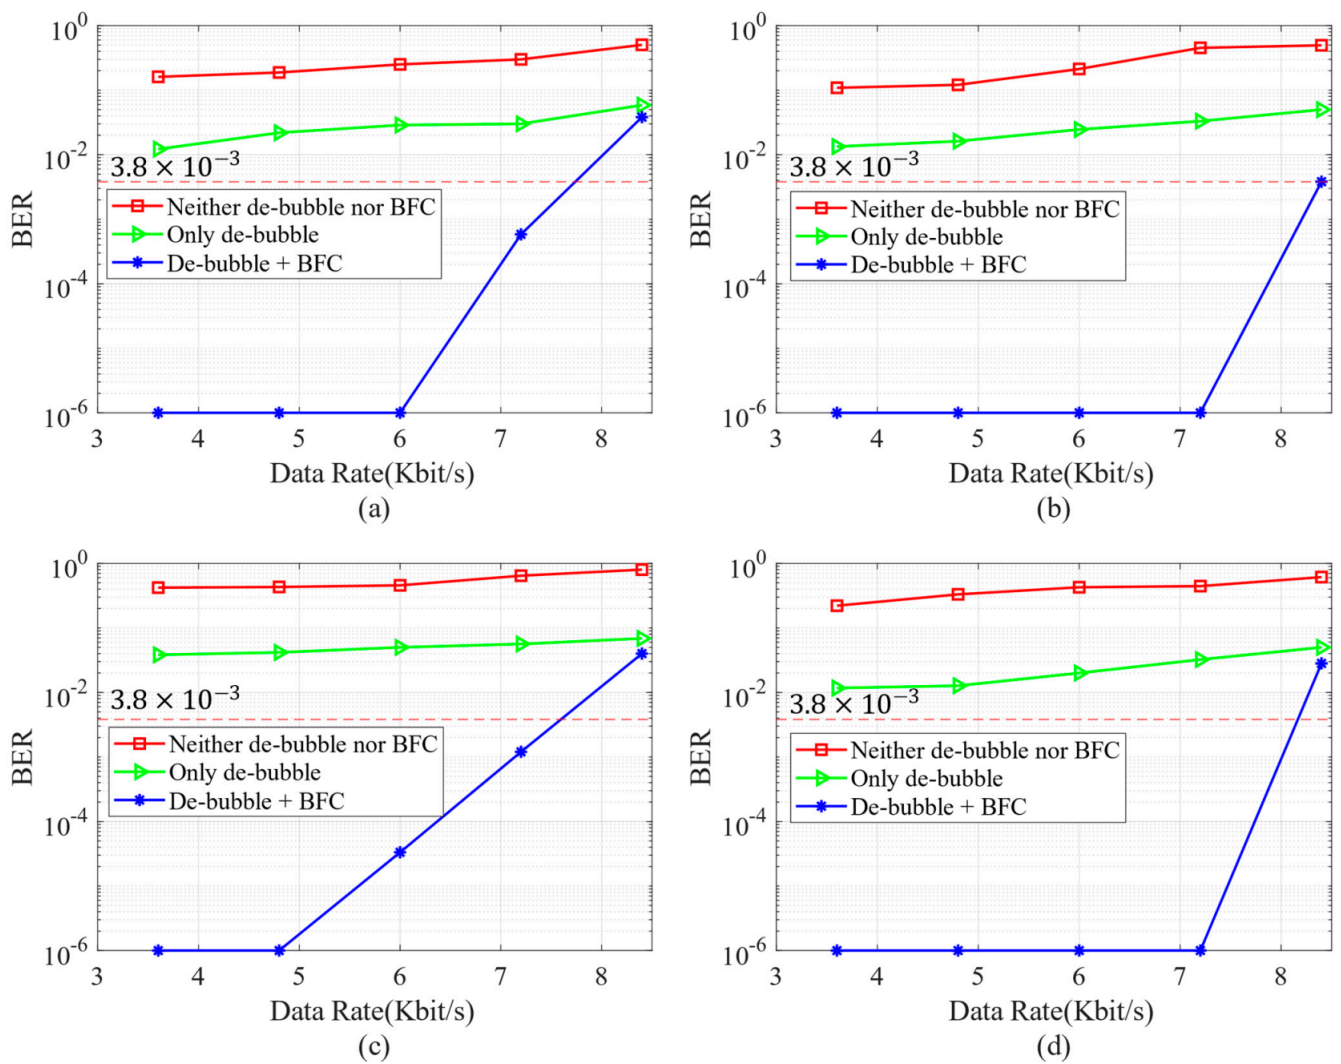 10^0
10^-2
10^-4
10^-6
BER
3.8 × 10^-3
Neither de-bubble nor BFC
Only de-bubble
De-bubble + BFC
3 4 5 6 7 8
Data Rate(Kbit/s)
(a)
10^0
10^-2
10^-4
10^-6
BER
3.8 × 10^-3
Neither de-bubble nor BFC
Only de-bubble
De-bubble + BFC
3 4 5 6 7 8
Data Rate(Kbit/s)
(b)
10^0
10^-2
10^-4
10^-6
BER
3.8 × 10^-3
Neither de-bubble nor BFC
Only de-bubble
De-bubble + BFC
3 4 5 6 7 8
Data Rate(Kbit/s)
(c)
10^0
10^-2
10^-4
10^-6
BER
3.8 × 10^-3
Neither de-bubble nor BFC
Only de-bubble
De-bubble + BFC
3 4 5 6 7 8
Data Rate(Kbit/s)
(d)